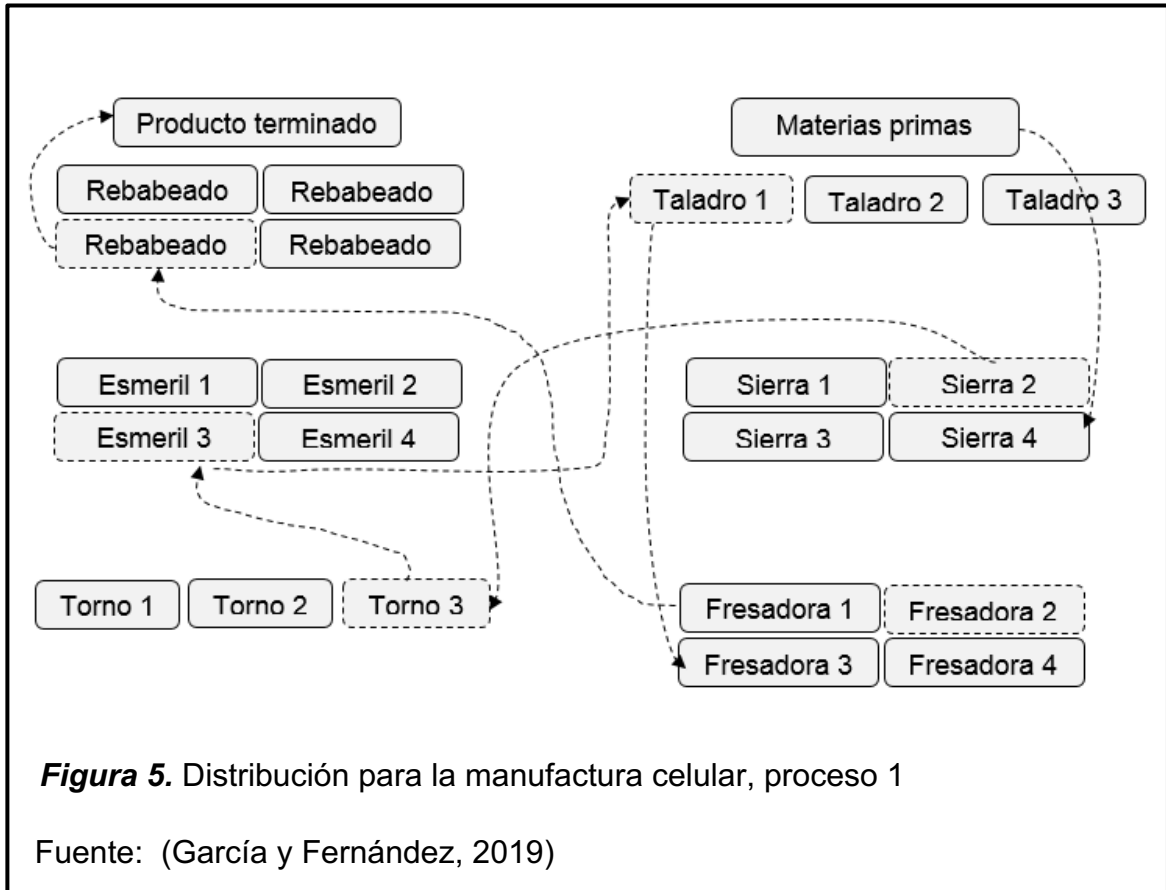 Producto terminado
Materias primas
Rebabeado Rebabeado
Rebabeado Rebabeado
Taladro 1 Taladro 2 Taladro 3
Esmeril 1 Esmeril 2
Esmeril 3 Esmeril 4
Sierra 1 Sierra 2
Sierra 3 Sierra 4
Torno 1 Torno 2 Torno 3
Fresadora 1 Fresadora 2
Fresadora 3 Fresadora 4
Figura 5. Distribución para la manufactura celular, proceso 1
Fuente: (García y Fernández, 2019)